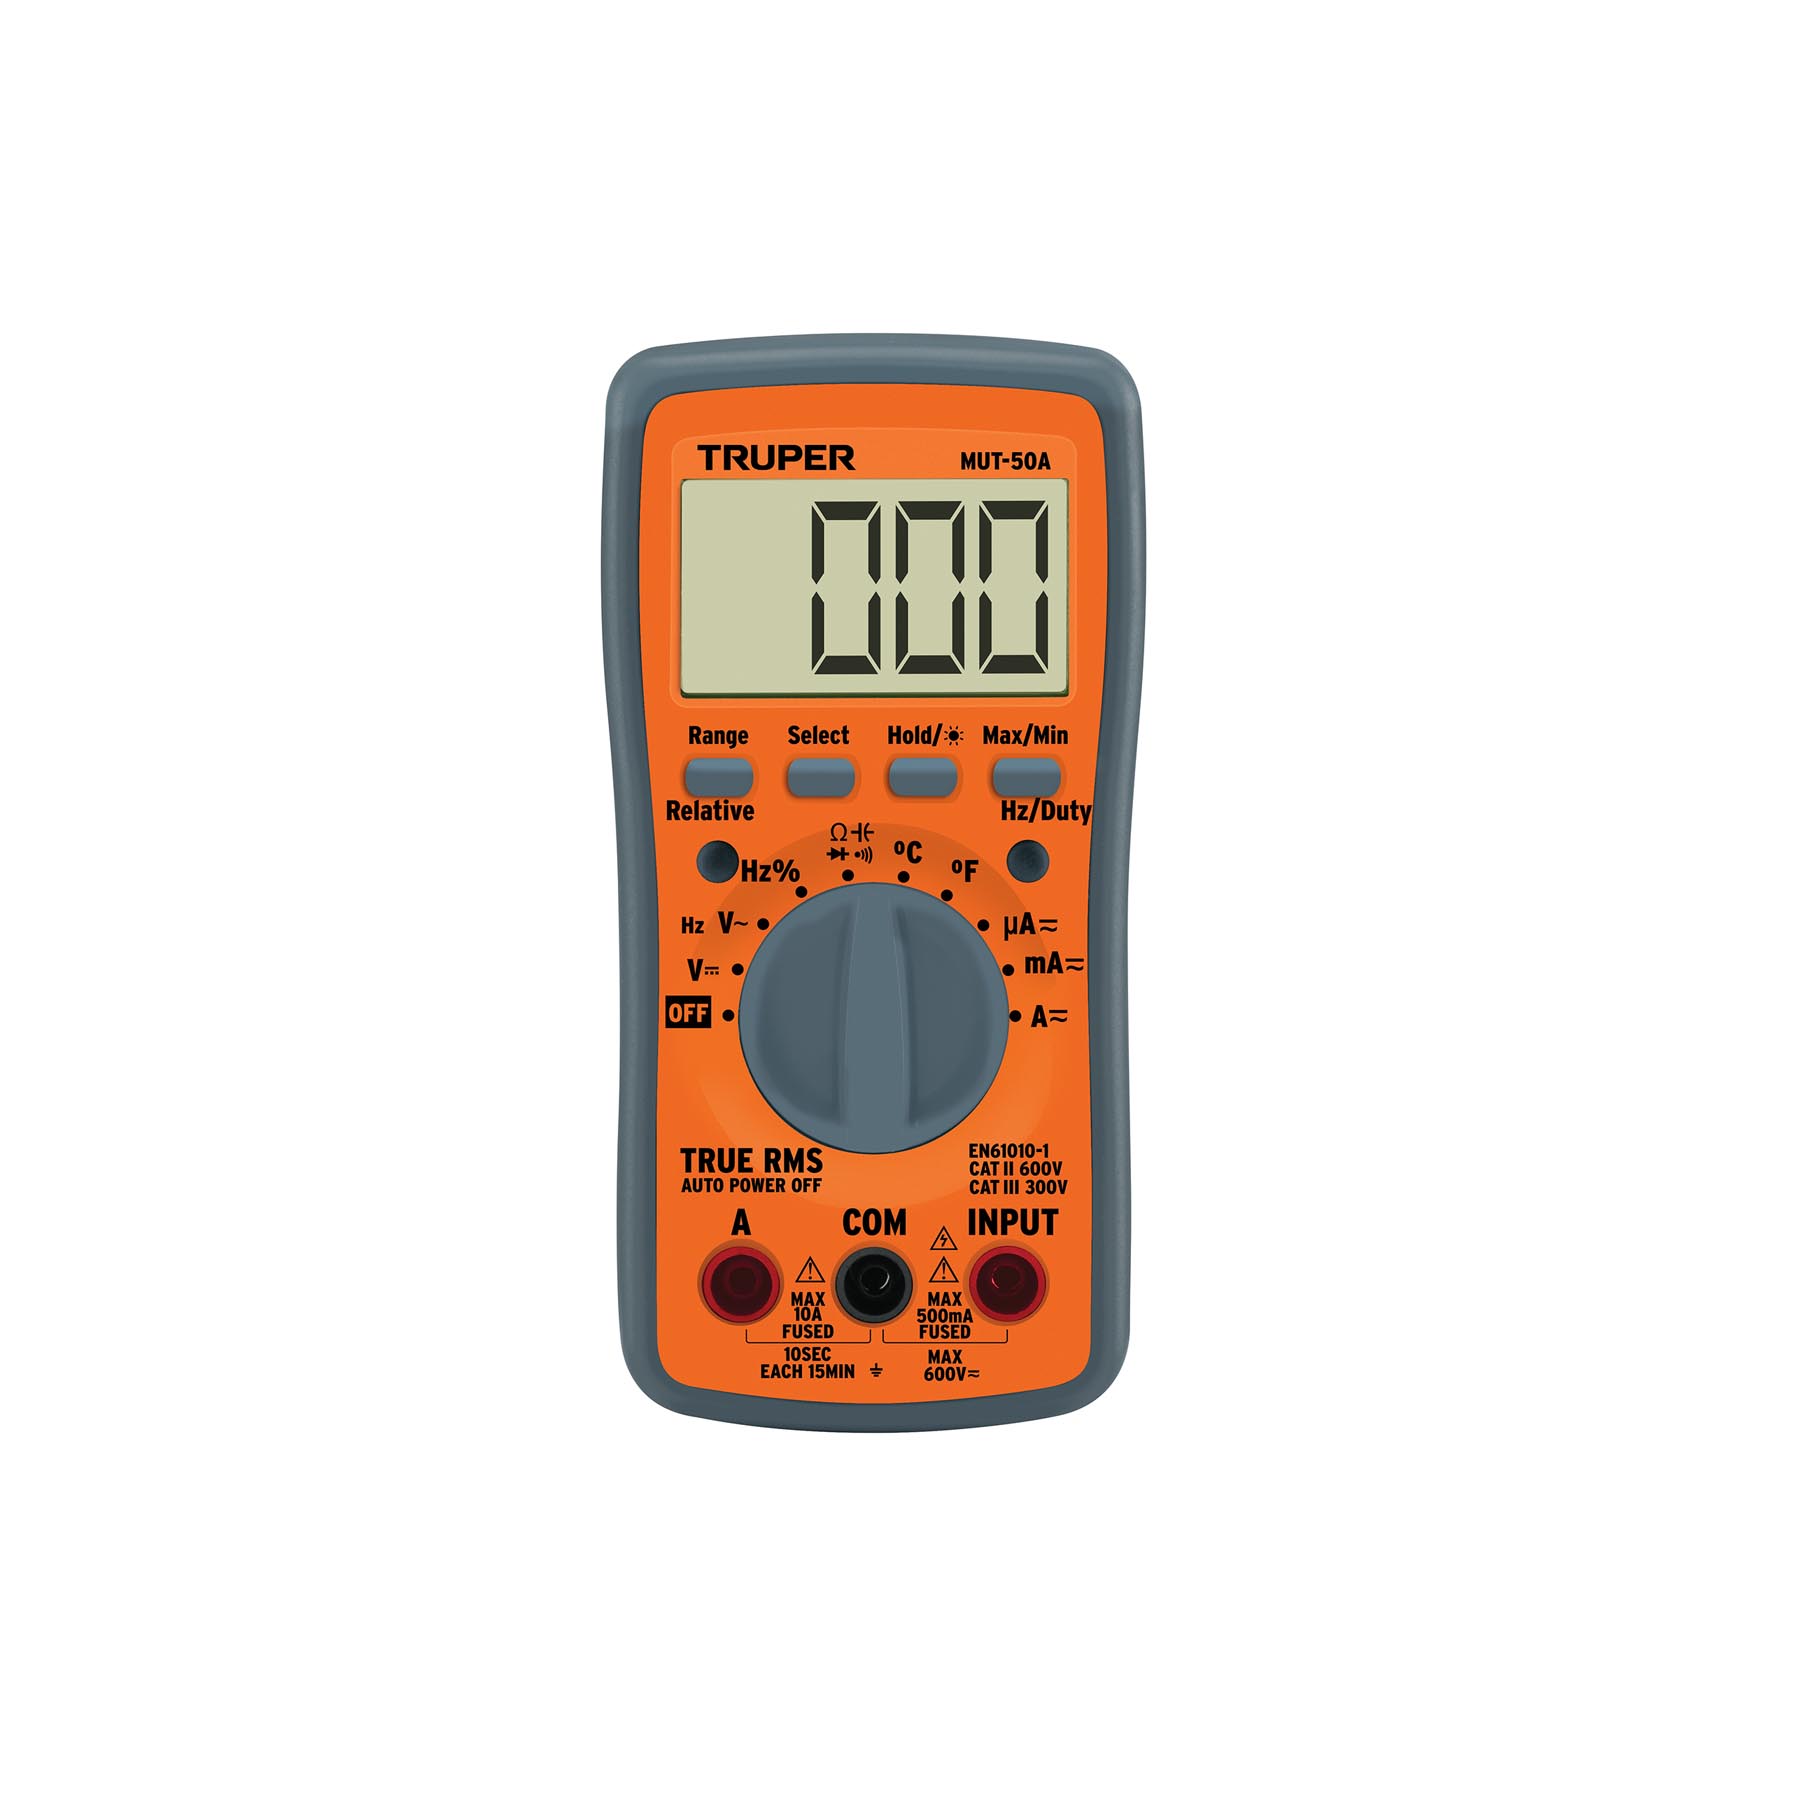 TRUPER MUT-50A
000
Range Select Hold/☀ Max/Min
Relative Hz/Duty
Ω
ºC
Hz% ºF
Hz V~ µA
V⎓ mA
OFF A
TRUE RMS
AUTO POWER OFF
EN61010-1
CAT II 600V
CAT III 300V
A COM INPUT
MAX
10A
FUSED
10SEC
EACH 15MIN
MAX
500mA
FUSED
MAX
600V